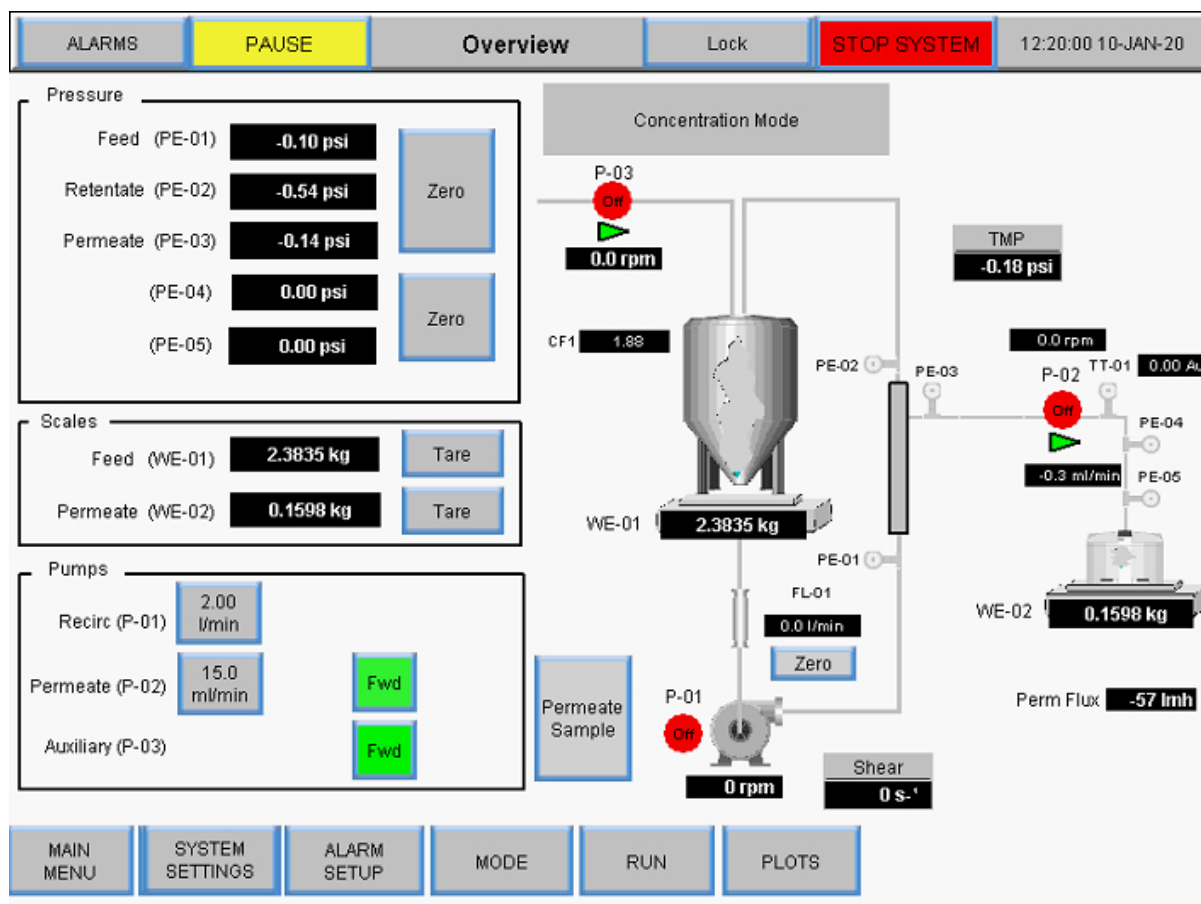 ALARMS
PAUSE
Overview
Lock
STOP SYSTEM
12:20:00 10-JAN-20
Pressure
Feed (PE-01)
-0.10 psi
Retentate (PE-02)
-0.54 psi
Zero
Permeate (PE-03)
-0.14 psi
(PE-04)
0.00 psi
Zero
(PE-05)
0.00 psi
Scales
Feed (WE-01)
2.3835 kg
Tare
Permeate (WE-02)
0.1598 kg
Tare
Pumps
Recirc (P-01)
2.00
l/min
Permeate (P-02)
15.0
ml/min
Fwd
Auxiliary (P-03)
Fwd
Permeate
Sample
Concentration Mode
P-03
Off
0.0 rpm
TMP
-0.18 psi
CF1
1.88
PE-02
PE-03
0.0 rpm
P-02
TT-01
0.00 Au
Off
PE-04
-0.3 ml/min
PE-05
WE-01
2.3835 kg
PE-01
FL-01
0.0 l/min
Zero
WE-02
0.1598 kg
P-01
Off
0 rpm
Perm Flux
-57 lmh
Shear
0 s-¹
MAIN
MENU
SYSTEM
SETTINGS
ALARM
SETUP
MODE
RUN
PLOTS